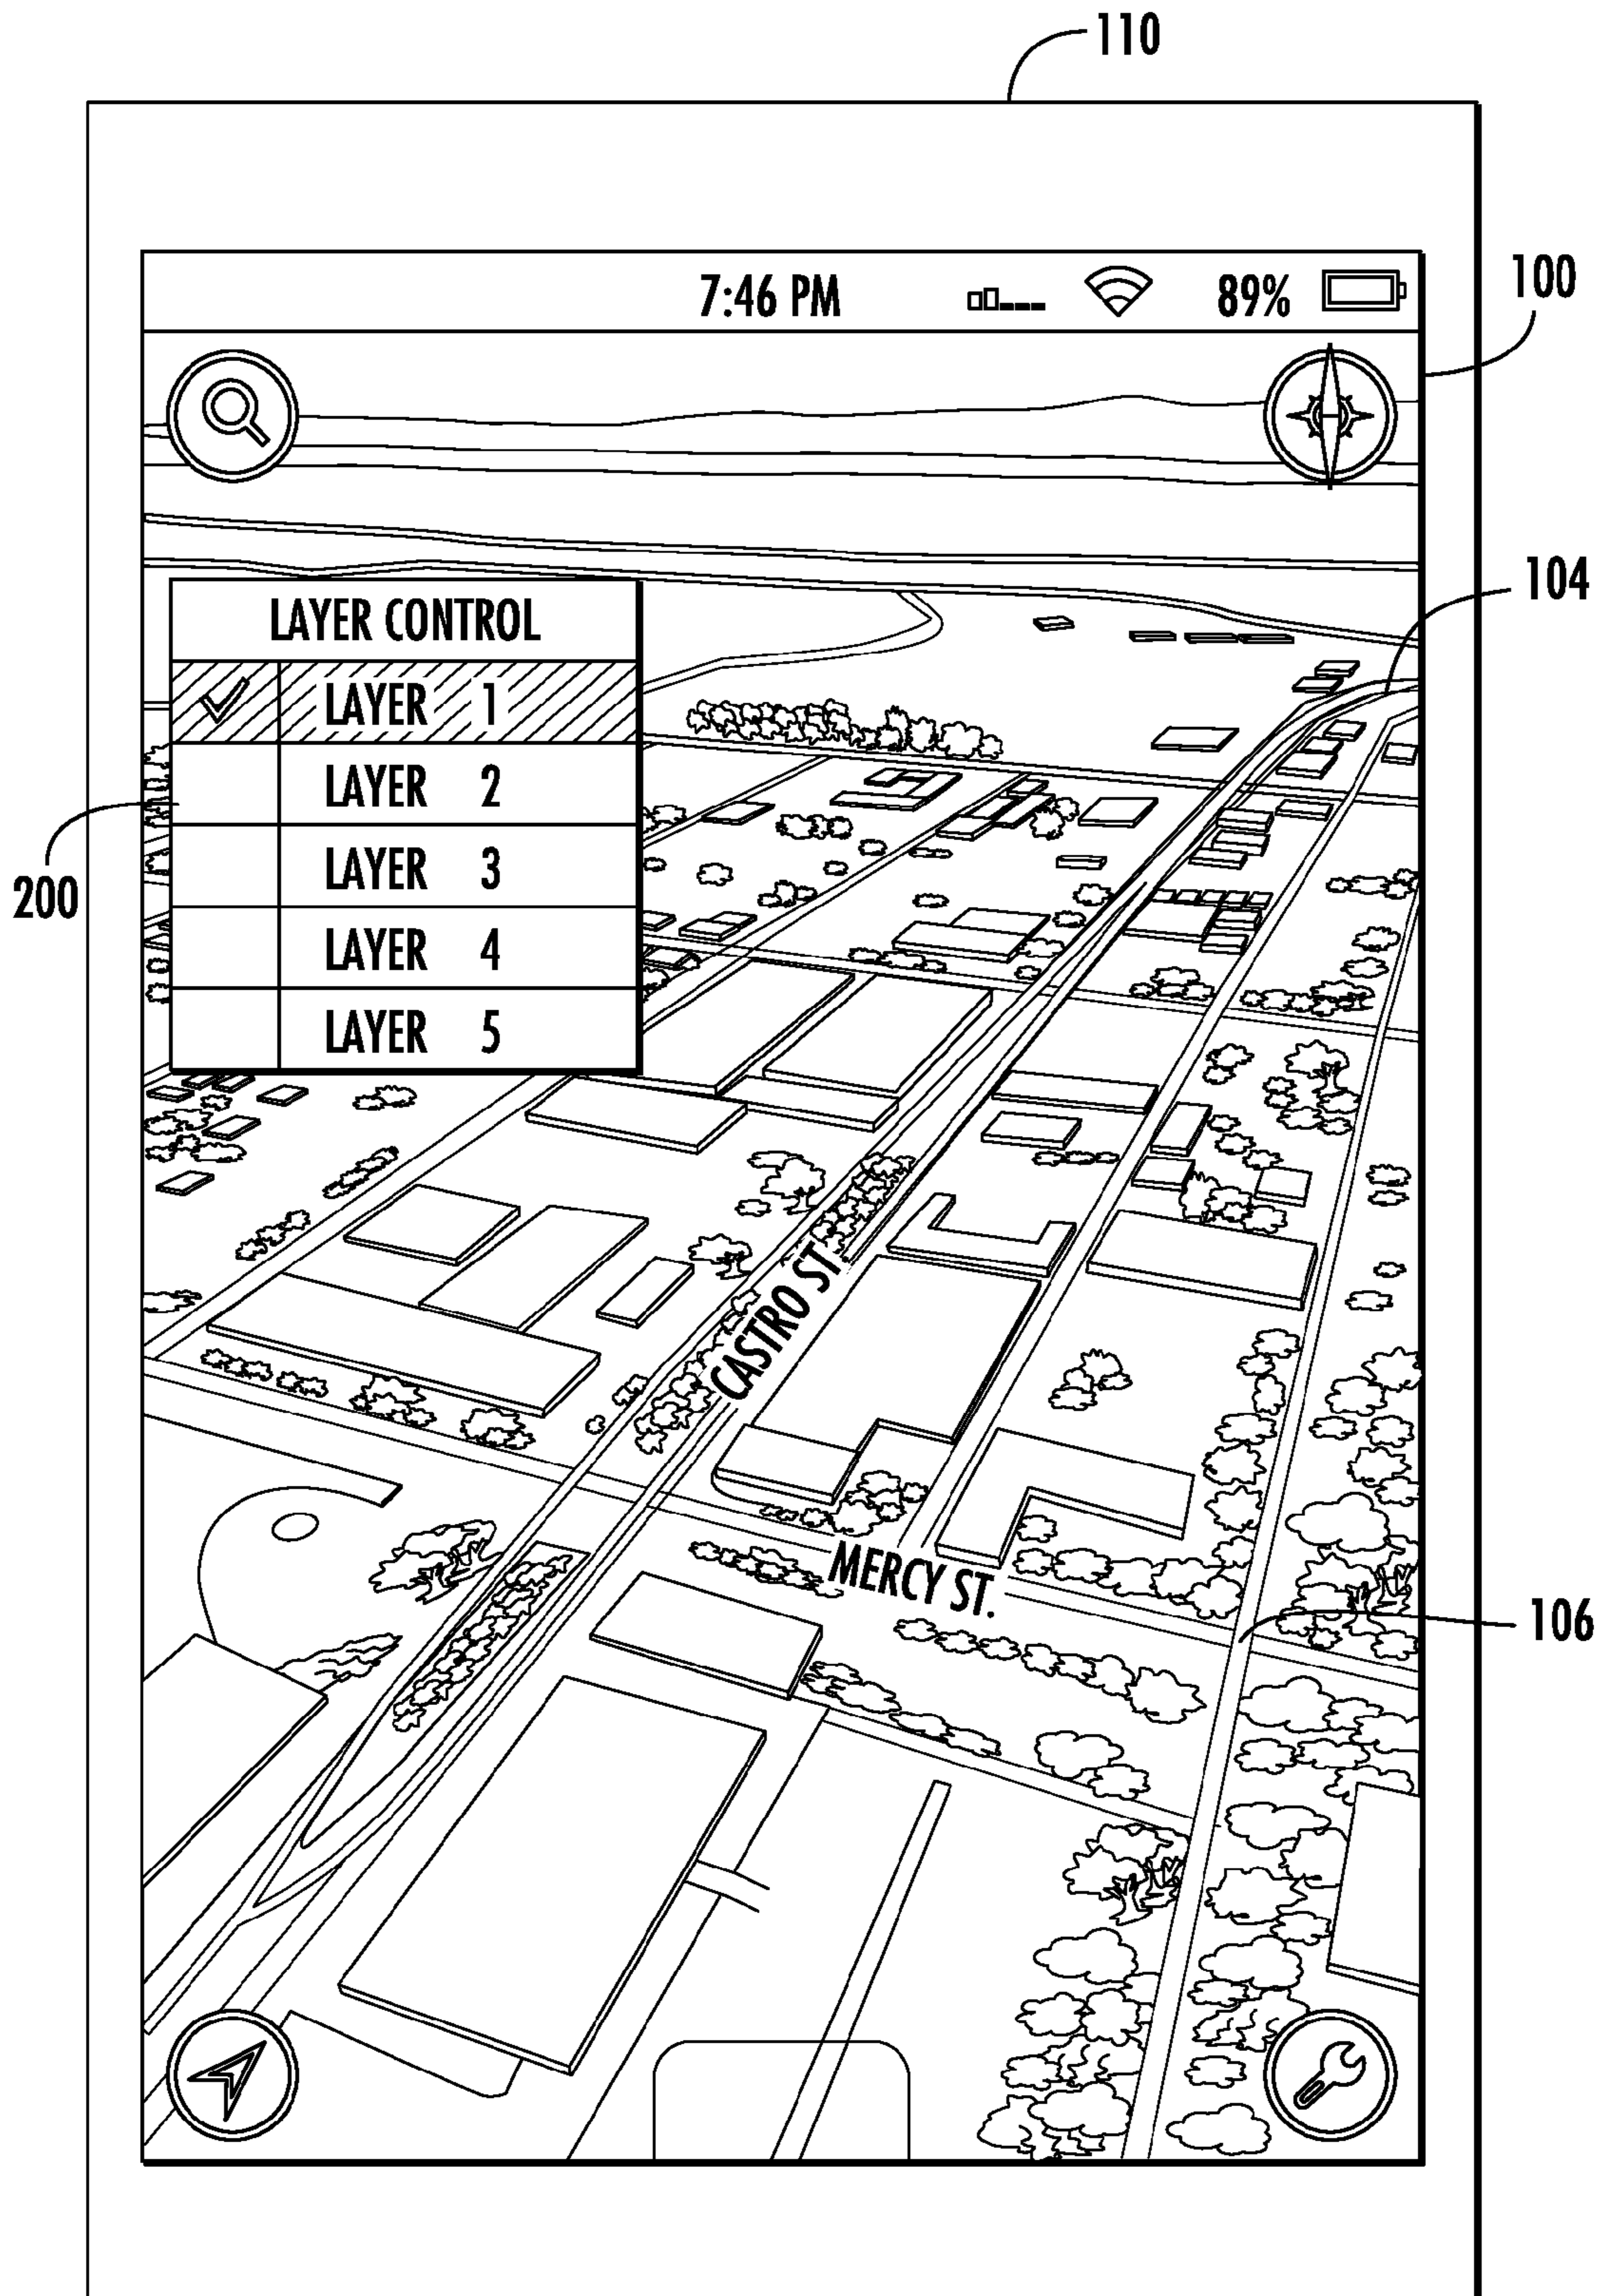 110
7:46 PM 89%
100
104
LAYER CONTROL
LAYER 1
LAYER 2
LAYER 3
LAYER 4
LAYER 5
200
CASTRO ST.
MERCY ST.
106